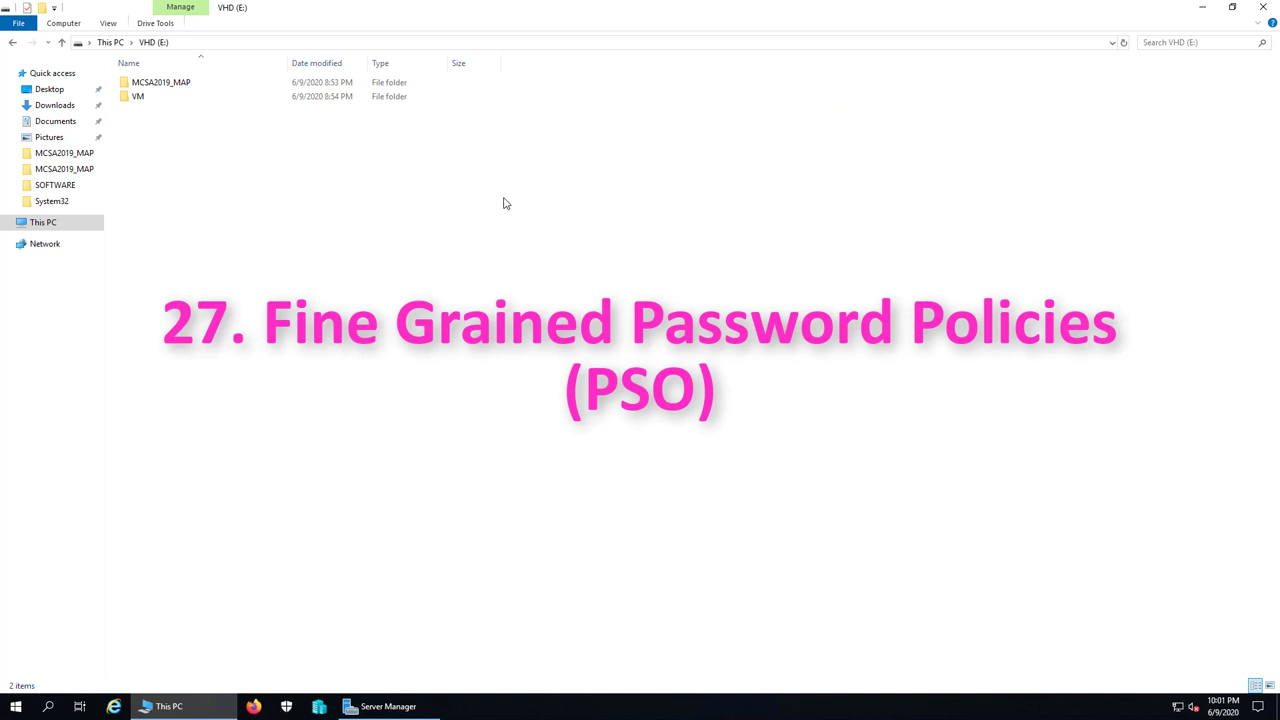 Manage
VHD (E:)
File
Computer
View
Drive Tools
This PC
VHD (E:)
Search VHD (E:)
Name
Date modified
Type
Size
Quick access
Desktop
Downloads
Documents
Pictures
MCSA2019_MAP
MCSA2019_MAP
SOFTWARE
System32
This PC
Network
MCSA2019_MAP 6/9/2020 8:53 PM File folder
VM 6/9/2020 8:54 PM File folder
27. Fine Grained Password Policies
(PSO)
2 items
This PC
Server Manager
10:01 PM
6/9/2020